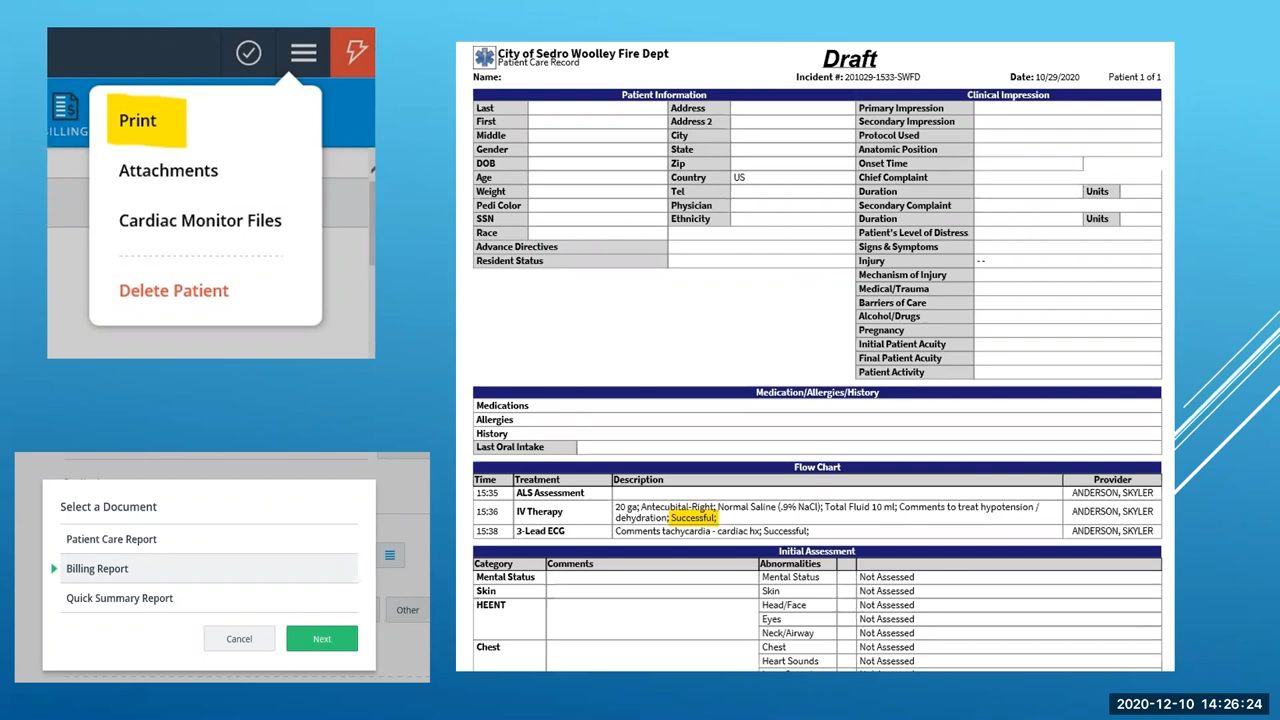 ILLING
Print
Attachments
Cardiac Monitor Files
Delete Patient
Select a Document
Patient Care Report
Billing Report
Quick Summary Report
Other
Cancel Next
City of Sedro Woolley Fire Dept
Patient Care Record
Draft
Name: Incident #: 201029-1533-SWFD Date: 10/29/2020 Patient 1 of 1
Patient Information Clinical Impression
Last Address Primary Impression
First Address 2 Secondary Impression
Middle City Protocol Used
Gender State Anatomic Position
DOB Zip Onset Time
Age Country US Chief Complaint
Weight Tel Duration Units
Pedi Color Physician Secondary Complaint
SSN Ethnicity Duration Units
Race Patient's Level of Distress
Advance Directives Signs & Symptoms
Resident Status Injury - -
Mechanism of Injury
Medical/Trauma
Barriers of Care
Alcohol/Drugs
Pregnancy
Initial Patient Acuity
Final Patient Acuity
Patient Activity
Medication/Allergies/History
Medications
Allergies
History
Last Oral Intake
Flow Chart
Time Treatment Description Provider
15:35 ALS Assessment ANDERSON, SKYLER
15:36 IV Therapy 20 ga; Antecubital-Right; Normal Saline (.9% NaCl); Total Fluid 10 ml; Comments to treat hypotension / ANDERSON, SKYLER
dehydration; Successful;
15:38 3-Lead ECG Comments tachycardia - cardiac hx; Successful; ANDERSON, SKYLER
Initial Assessment
Category Comments Abnormalities
Mental Status Mental Status Not Assessed
Skin Skin Not Assessed
HEENT Head/Face Not Assessed
Eyes Not Assessed
Neck/Airway Not Assessed
Chest Chest Not Assessed
Heart Sounds Not Assessed
2020-12-10 14:26:24